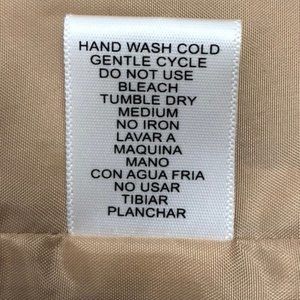 HAND WASH COLD
GENTLE CYCLE
DO NOT USE
BLEACH
TUMBLE DRY
MEDIUM
NO IRON
LAVAR A
MAQUINA
MANO
CON AGUA FRIA
NO USAR
TIBIAR
PLANCHAR